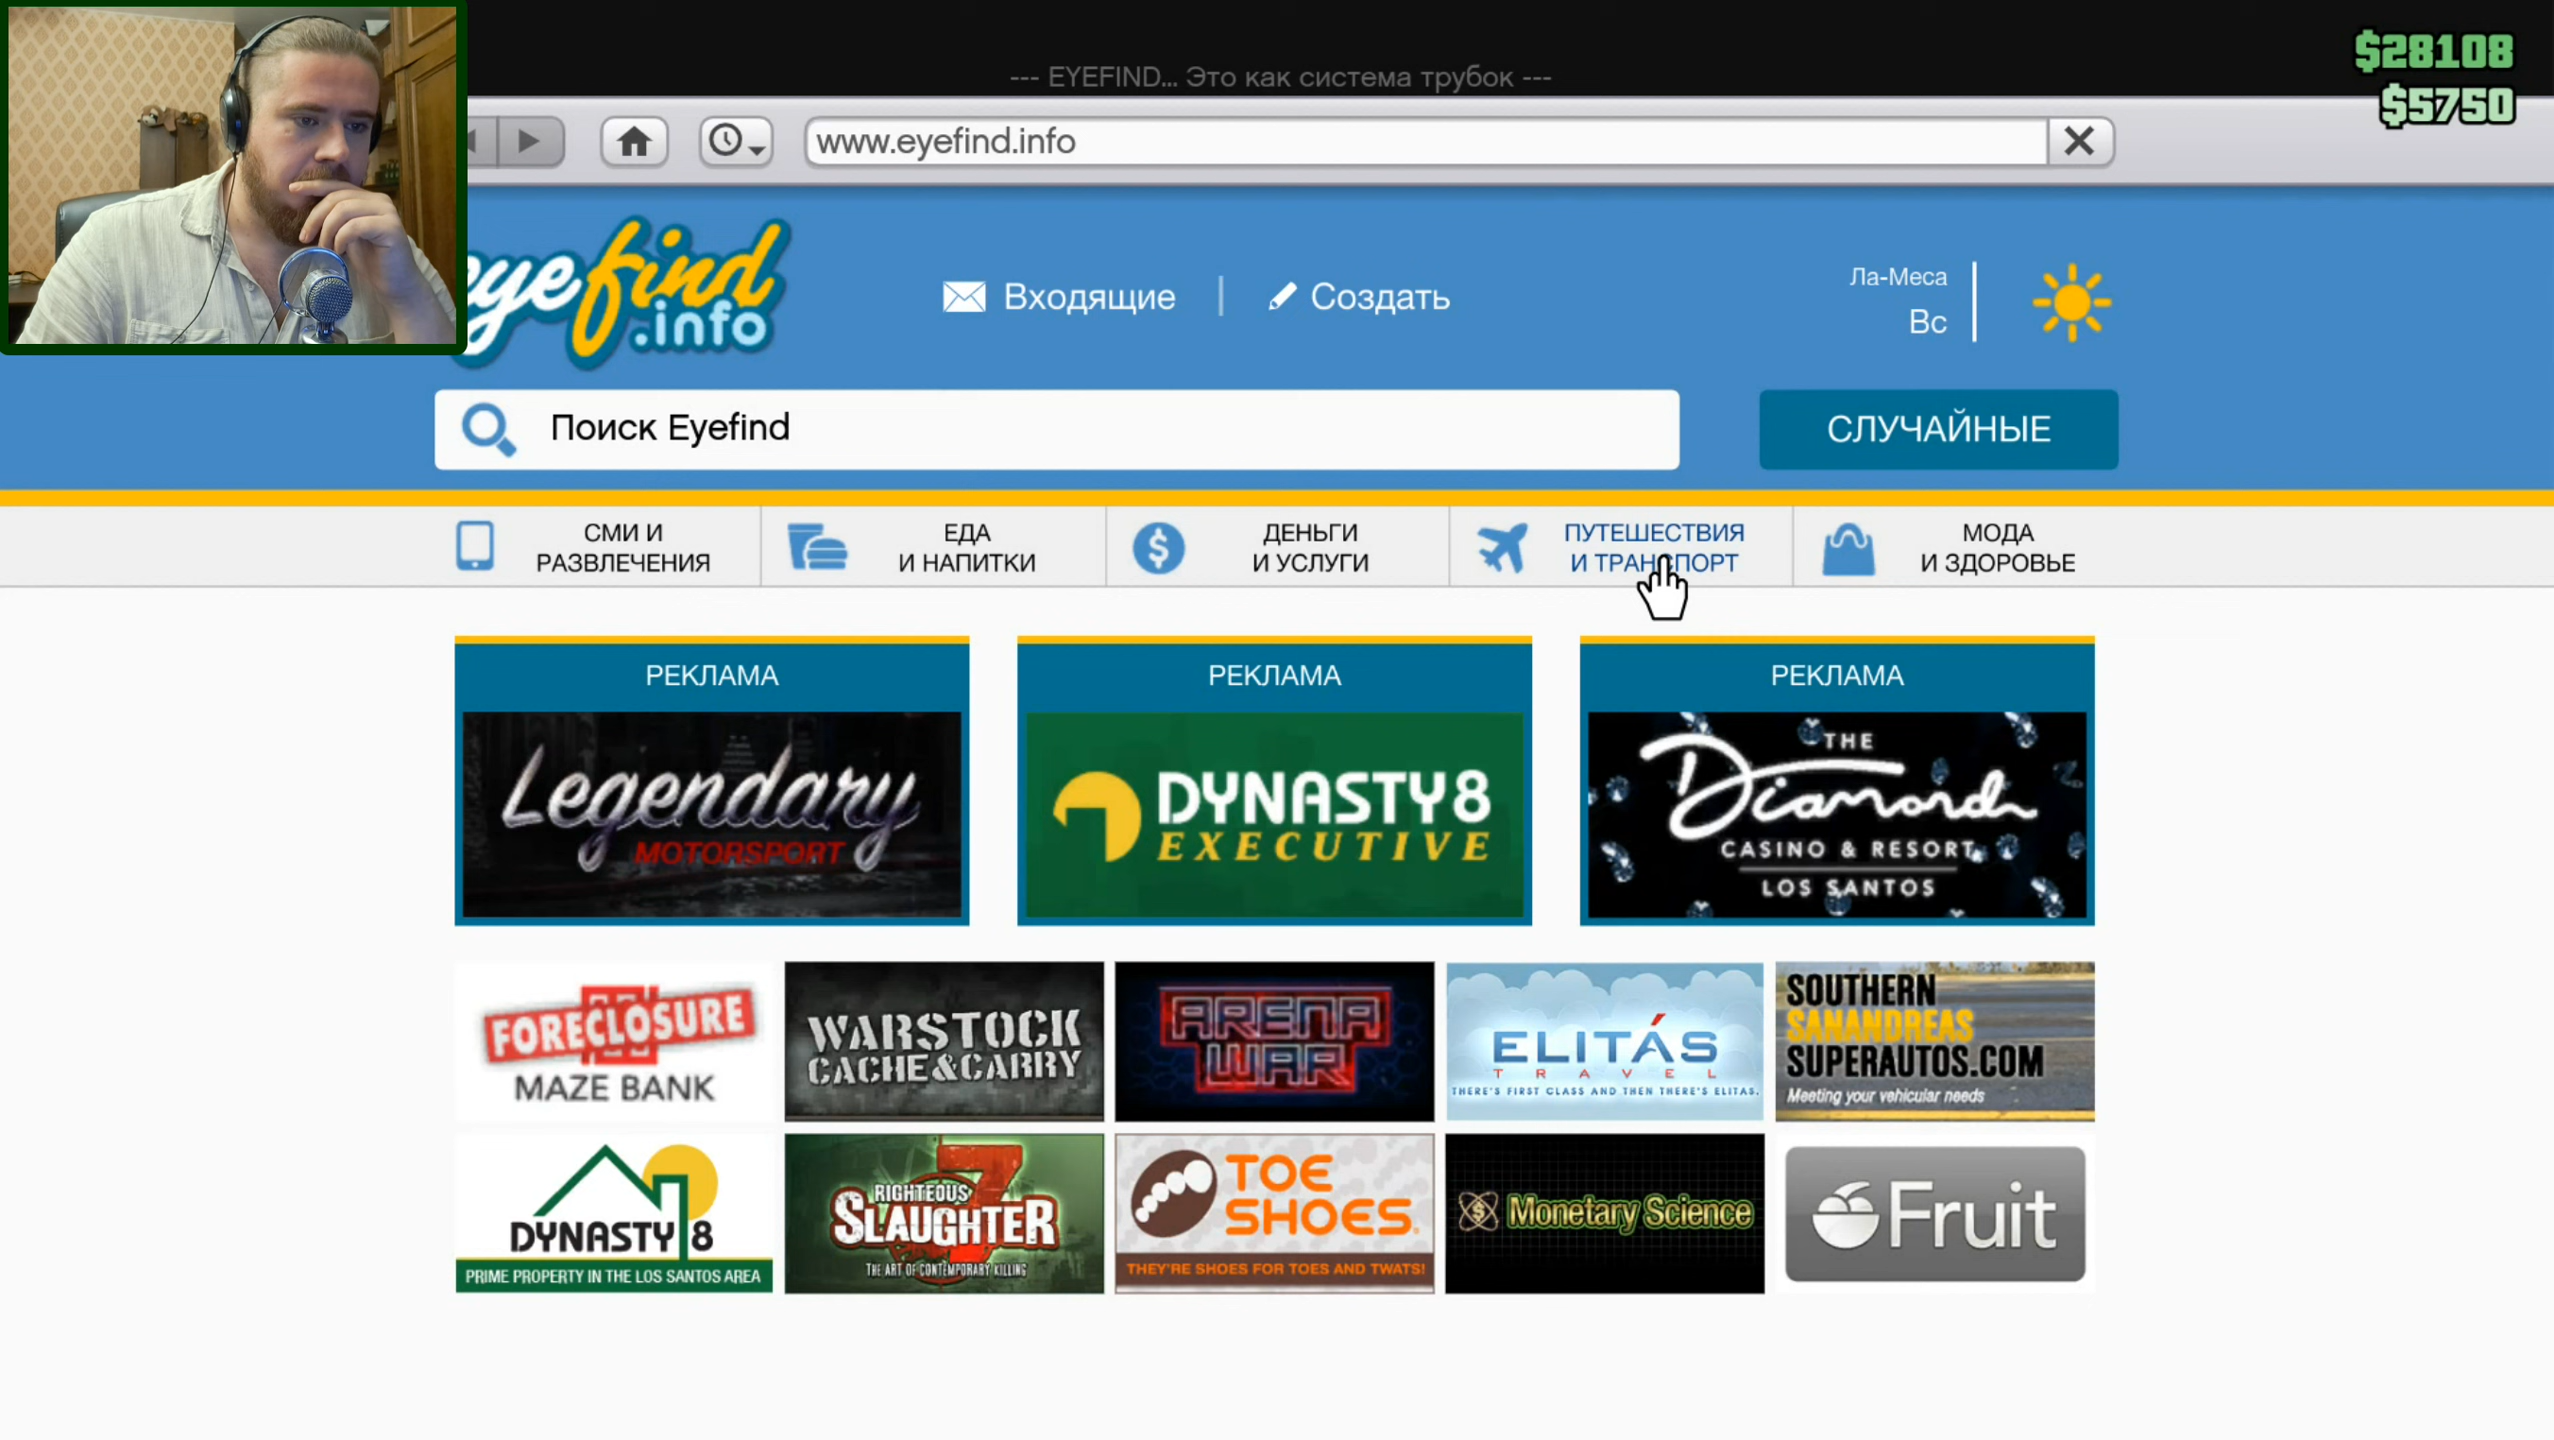 $28108
--- EYEFIND... Это как система трубок ---
$5750
www.eyefind.info
eyefind
.info
Входящие | Создать
Ла-Меса
Вс
Поиск Eyefind
СЛУЧАЙНЫЕ
СМИ И
РАЗВЛЕЧЕНИЯ
ЕДА
И НАПИТКИ
ДЕНЬГИ
И УСЛУГИ
ПУТЕШЕСТВИЯ
И ТРАНСПОРТ
МОДА
И ЗДОРОВЬЕ
РЕКЛАМА
Legendary
MOTORSPORT
РЕКЛАМА
DYNASTY8
EXECUTIVE
РЕКЛАМА
THE
Diamond
CASINO & RESORT
LOS SANTOS
FORECLOSURE
MAZE BANK
WARSTOCK
CACHE&CARRY
ARENA
WAR
ELITÁS
TRAVEL
THERE'S FIRST CLASS AND THEN THERE'S ELITAS.
SOUTHERN
SANANDREAS
SUPERAUTOS.COM
Meeting your vehicular needs
DYNASTY 8
PRIME PROPERTY IN THE LOS SANTOS AREA
RIGHTEOUS
SLAUGHTER
7
THE ART OF CONTEMPORARY KILLING
TOE
SHOES
THEY'RE SHOES FOR TOES AND TWATS!
Monetary Science
Fruit